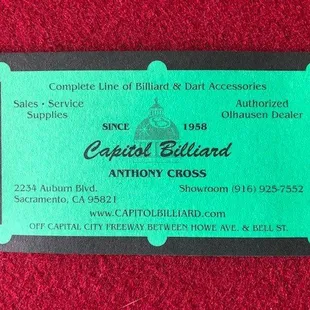 Complete Line of Billiard & Dart Accessories
Sales · Service
Supplies
Authorized
Olhausen Dealer
SINCE 1958
Capitol Billiard
ANTHONY CROSS
2234 Auburn Blvd.
Sacramento, CA 95821
Showroom (916) 925-7552
www.CAPITOLBILLIARD.com
OFF CAPITAL CITY FREEWAY BETWEEN HOWE AVE. & BELL ST.